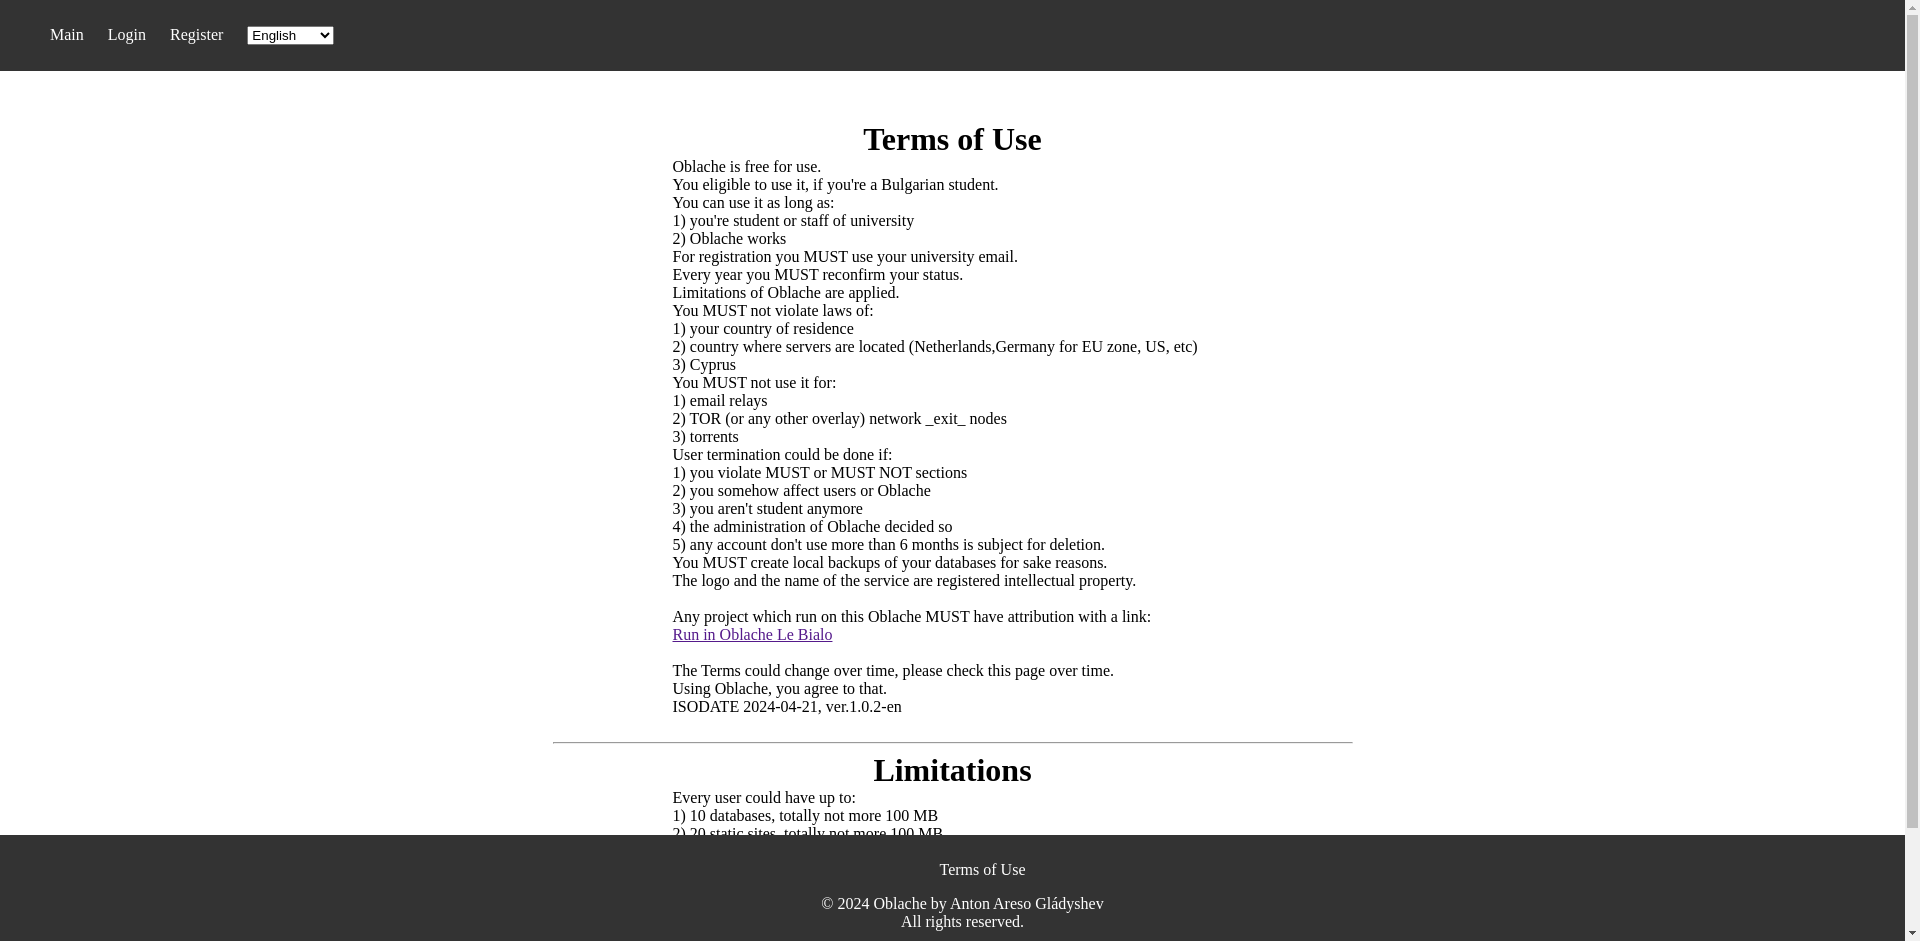 Main Login Register English
Terms of Use
Oblache is free for use.
You eligible to use it, if you're a Bulgarian student.
You can use it as long as:
1) you're student or staff of university
2) Oblache works
For registration you MUST use your university email.
Every year you MUST reconfirm your status.
Limitations of Oblache are applied.
You MUST not violate laws of:
1) your country of residence
2) country where servers are located (Netherlands,Germany for EU zone, US, etc)
3) Cyprus
You MUST not use it for:
1) email relays
2) TOR (or any other overlay) network _exit_ nodes
3) torrents
User termination could be done if:
1) you violate MUST or MUST NOT sections
2) you somehow affect users or Oblache
3) you aren't student anymore
4) the administration of Oblache decided so
5) any account don't use more than 6 months is subject for deletion.
You MUST create local backups of your databases for sake reasons.
The logo and the name of the service are registered intellectual property.
Any project which run on this Oblache MUST have attribution with a link:
Run in Oblache Le Bialo
The Terms could change over time, please check this page over time.
Using Oblache, you agree to that.
ISODATE 2024-04-21, ver.1.0.2-en
Limitations
Every user could have up to:
1) 10 databases, totally not more 100 MB
2) 20 static sites, totally not more 100 MB
Terms of Use
© 2024 Oblache by Anton Areso Gládyshev
All rights reserved.